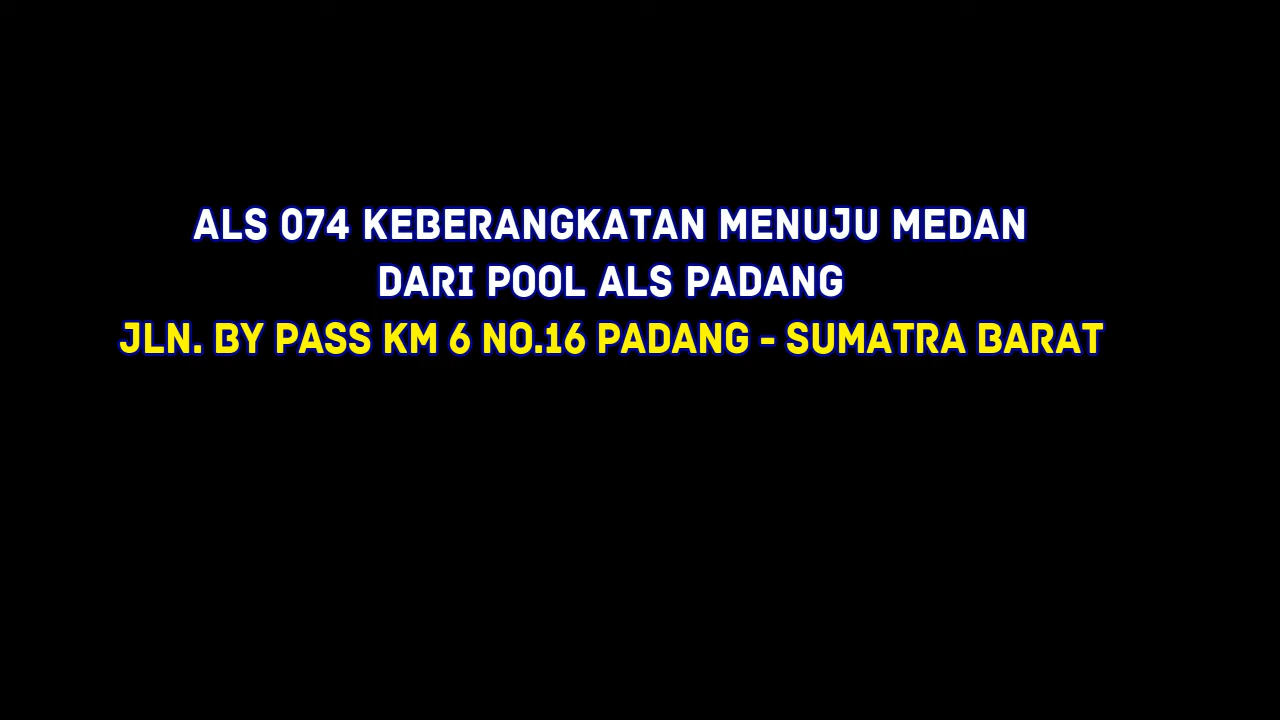 ALS 074 KEBERANGKATAN MENUJU MEDAN
DARI POOL ALS PADANG
JLN. BY PASS KM 6 NO.16 PADANG - SUMATRA BARAT